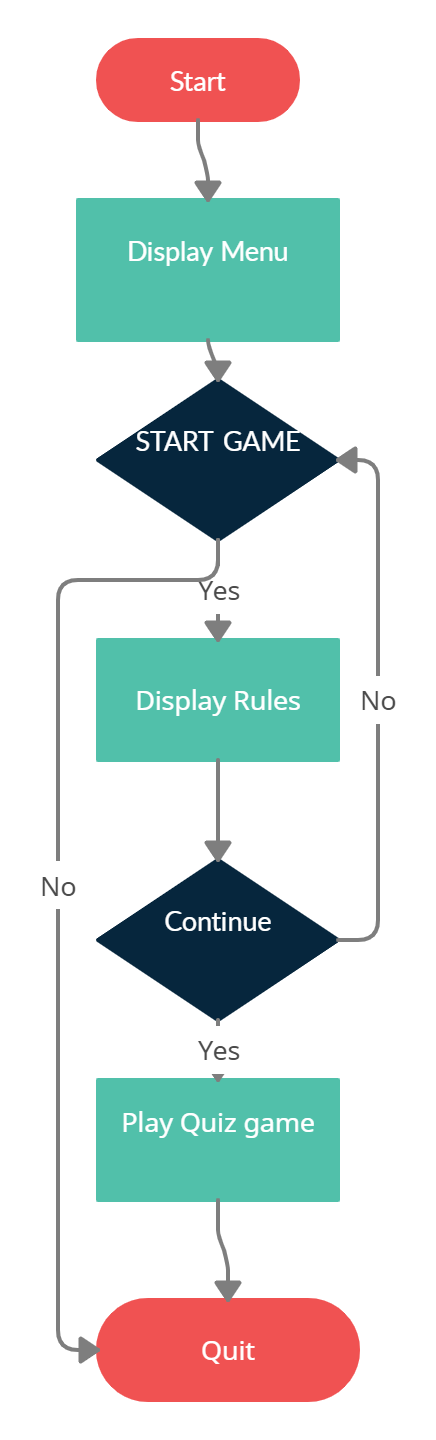 Start
Display Menu
START GAME
Yes
Display Rules
No
No
Continue
Yes
Play Quiz game
Quit